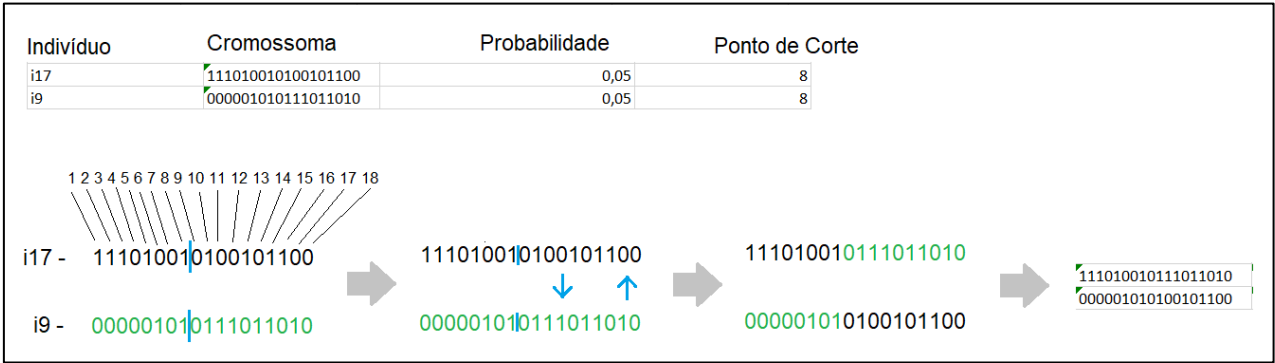 Indivíduo Cromossoma Probabilidade Ponto de Corte
i17 111010010100101100 0,05 8
i9 000001010111011010 0,05 8
1 2 3 4 5 6 7 8 9 10 11 12 13 14 15 16 17 18
i17 - 111010010100101100 111010010100101100 111010010111011010
111010010111011010
000001010100101100
i9 - 000001010111011010 000001010111011010 000001010100101100